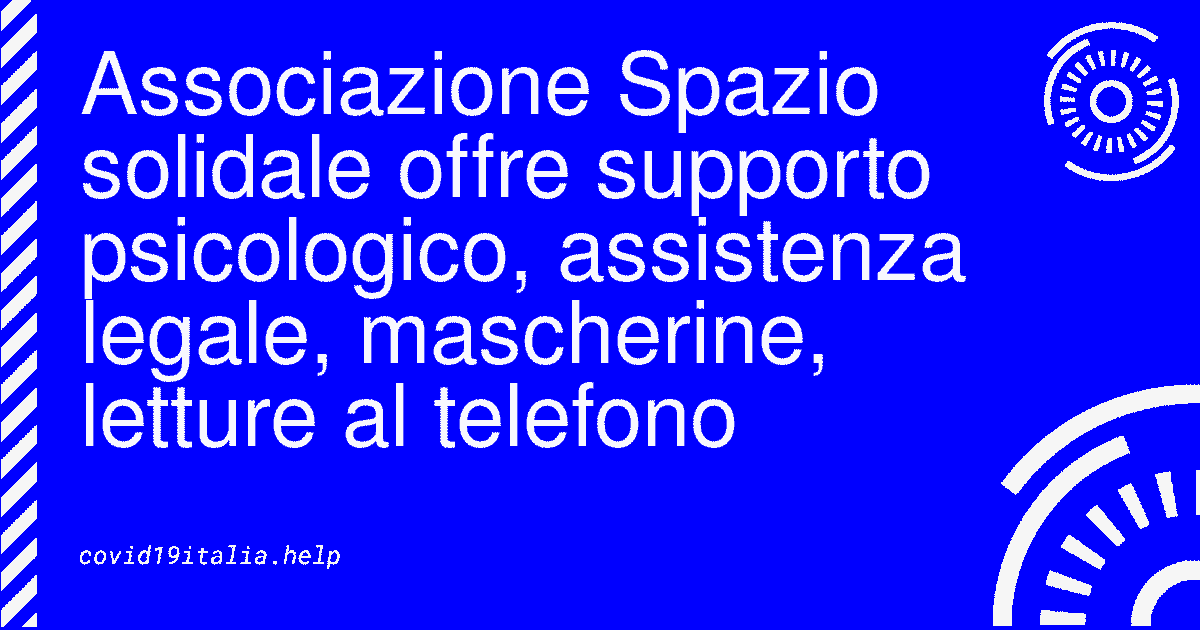 Associazione Spazio
solidale offre supporto
psicologico, assistenza
legale, mascherine,
letture al telefono
covid19italia.help